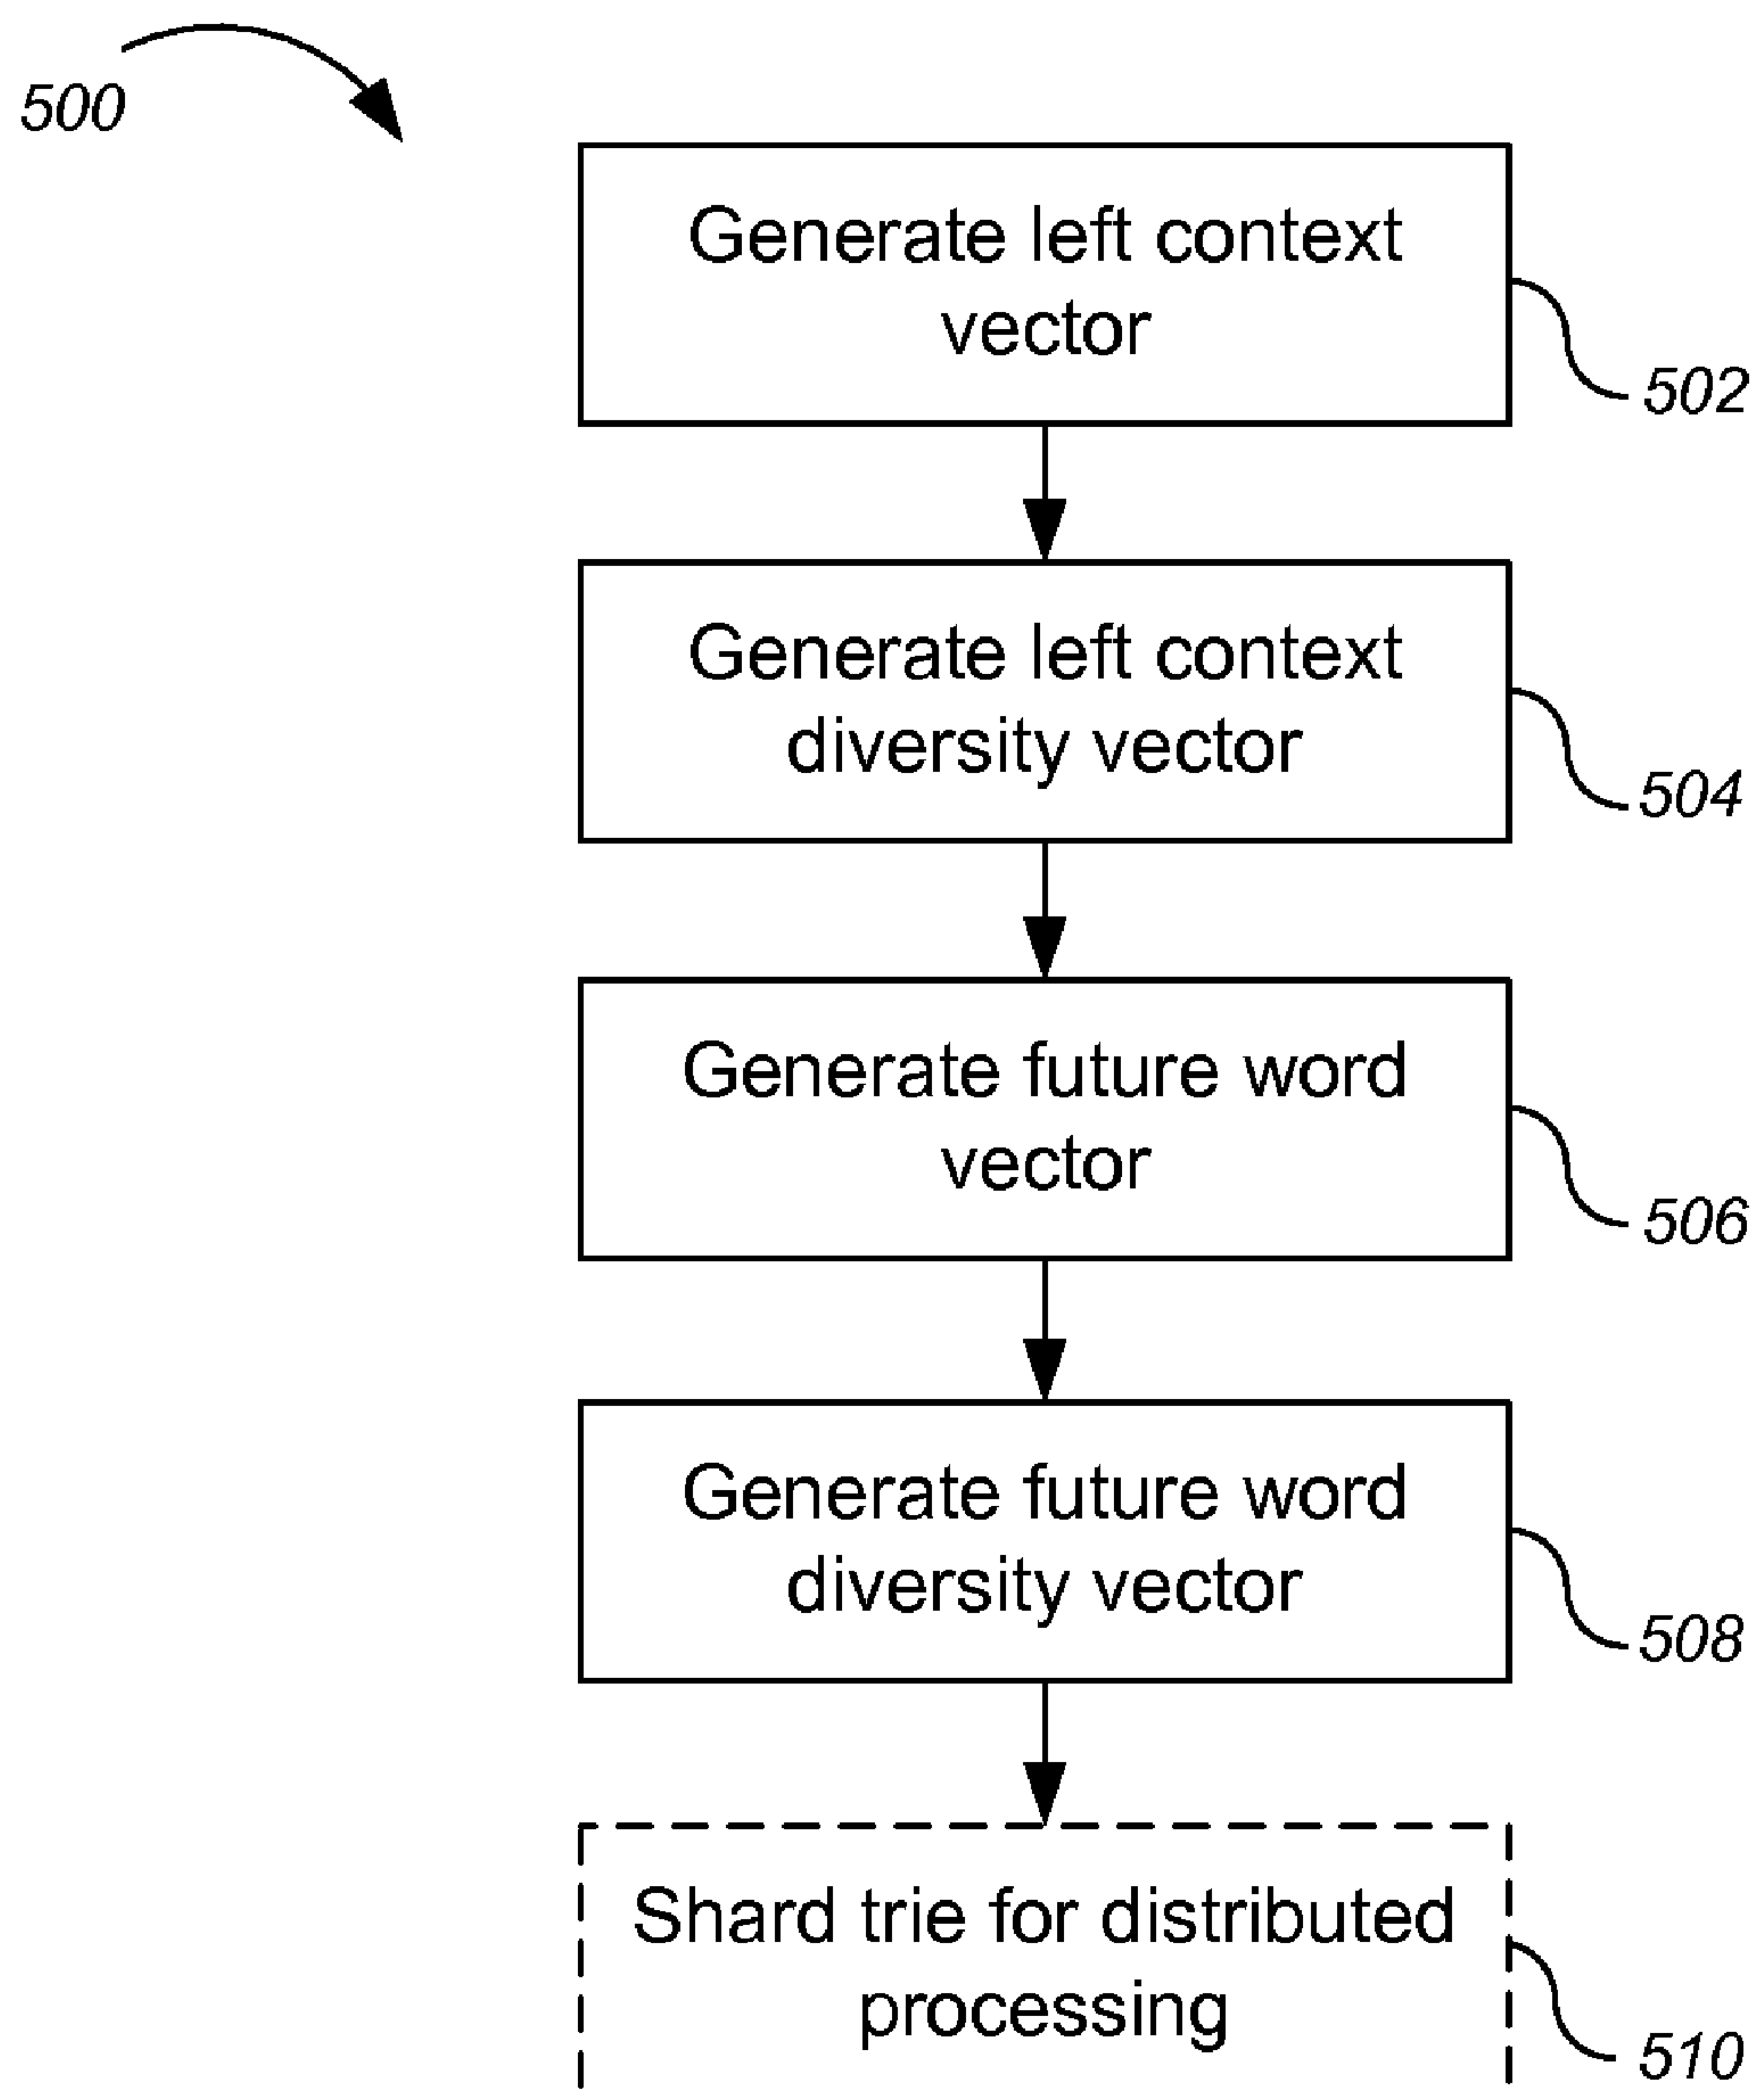 500
Generate left context
vector
502
Generate left context
diversity vector
504
Generate future word
vector
506
Generate future word
diversity vector
508
Shard trie for distributed
processing
510